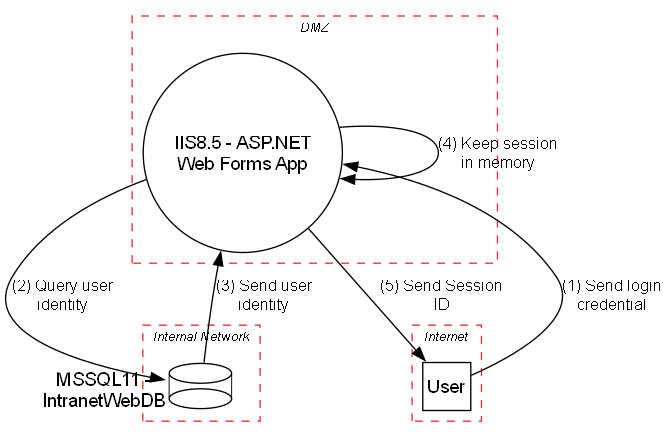 DMZ
IIS8.5 - ASP.NET
Web Forms App
(4) Keep session
in memory
(2) Query user
identity
(3) Send user
identity
(5) Send Session
ID
(1) Send login
credential
Internal Network
MSSQL11 -
IntranetWebDB
Internet
User